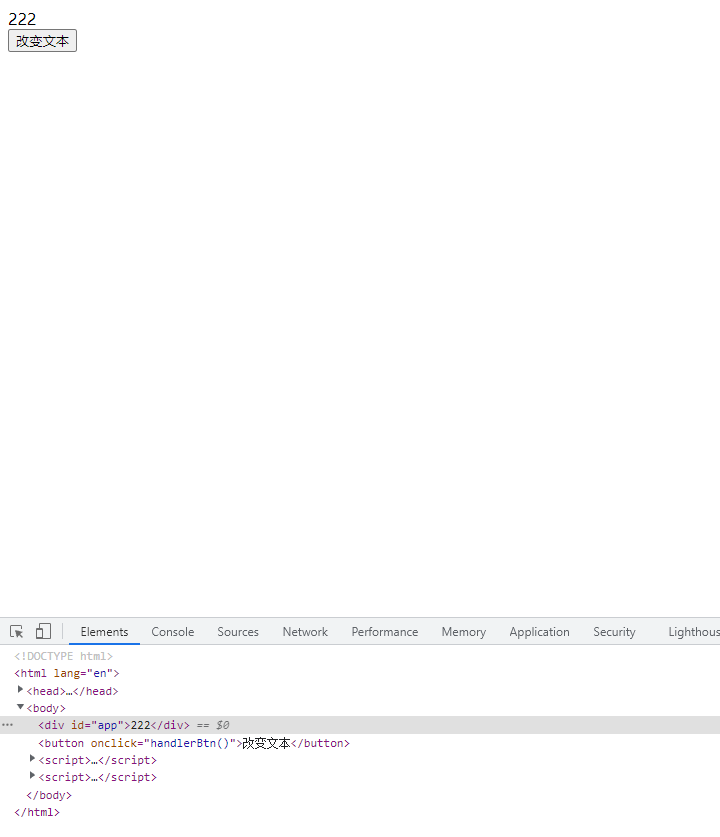 222
改变文本
Elements Console Sources Network Performance Memory Application Security Lighthous
<!DOCTYPE html>
<html lang="en">
<head>…</head>
<body>
<div id="app">222</div> == $0
<button onclick="handlerBtn()">改变文本</button>
<script>…</script>
<script>…</script>
</body>
</html>